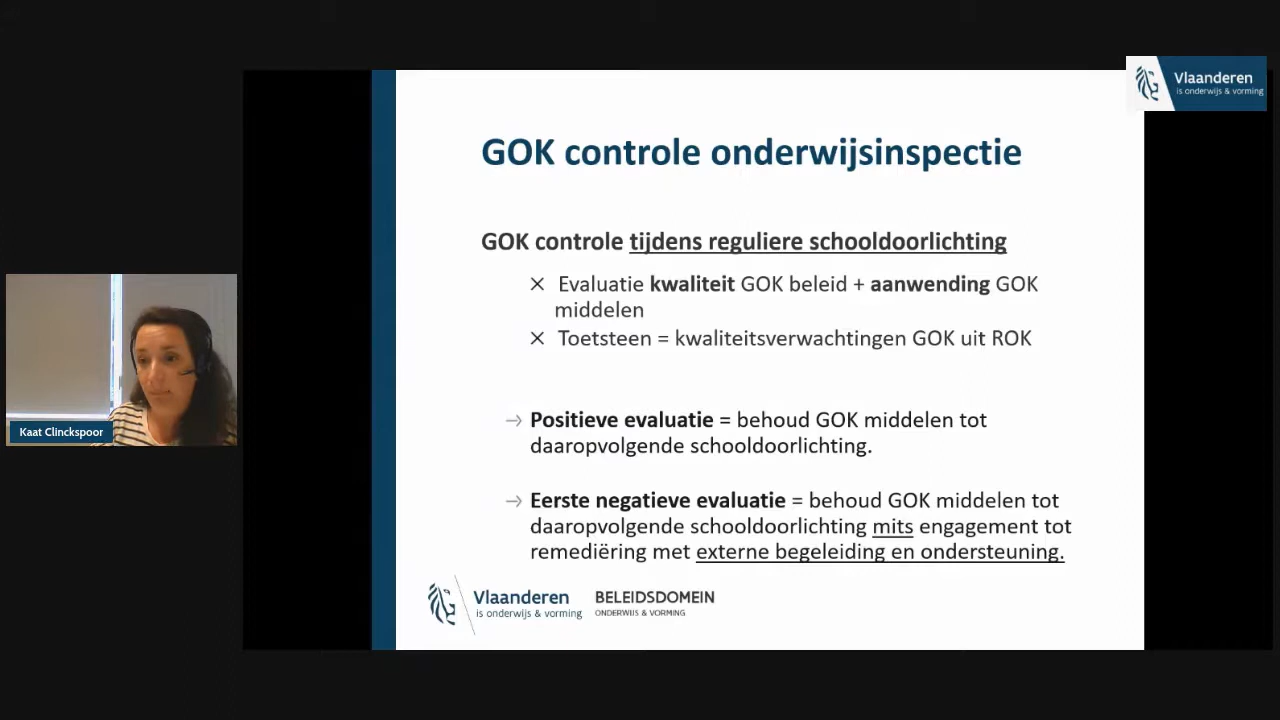 Vlaanderen
is onderwijs & vorming
GOK controle onderwijsinspectie
GOK controle tijdens reguliere schooldoorlichting
× Evaluatie kwaliteit GOK beleid + aanwending GOK
middelen
× Toetsteen = kwaliteitsverwachtingen GOK uit ROK
→ Positieve evaluatie = behoud GOK middelen tot
daaropvolgende schooldoorlichting.
→ Eerste negatieve evaluatie = behoud GOK middelen tot
daaropvolgende schooldoorlichting mits engagement tot
remediëring met externe begeleiding en ondersteuning.
Kaat Clinckspoor
Vlaanderen
is onderwijs & vorming
BELEIDSDOMEIN
ONDERWIJS & VORMING